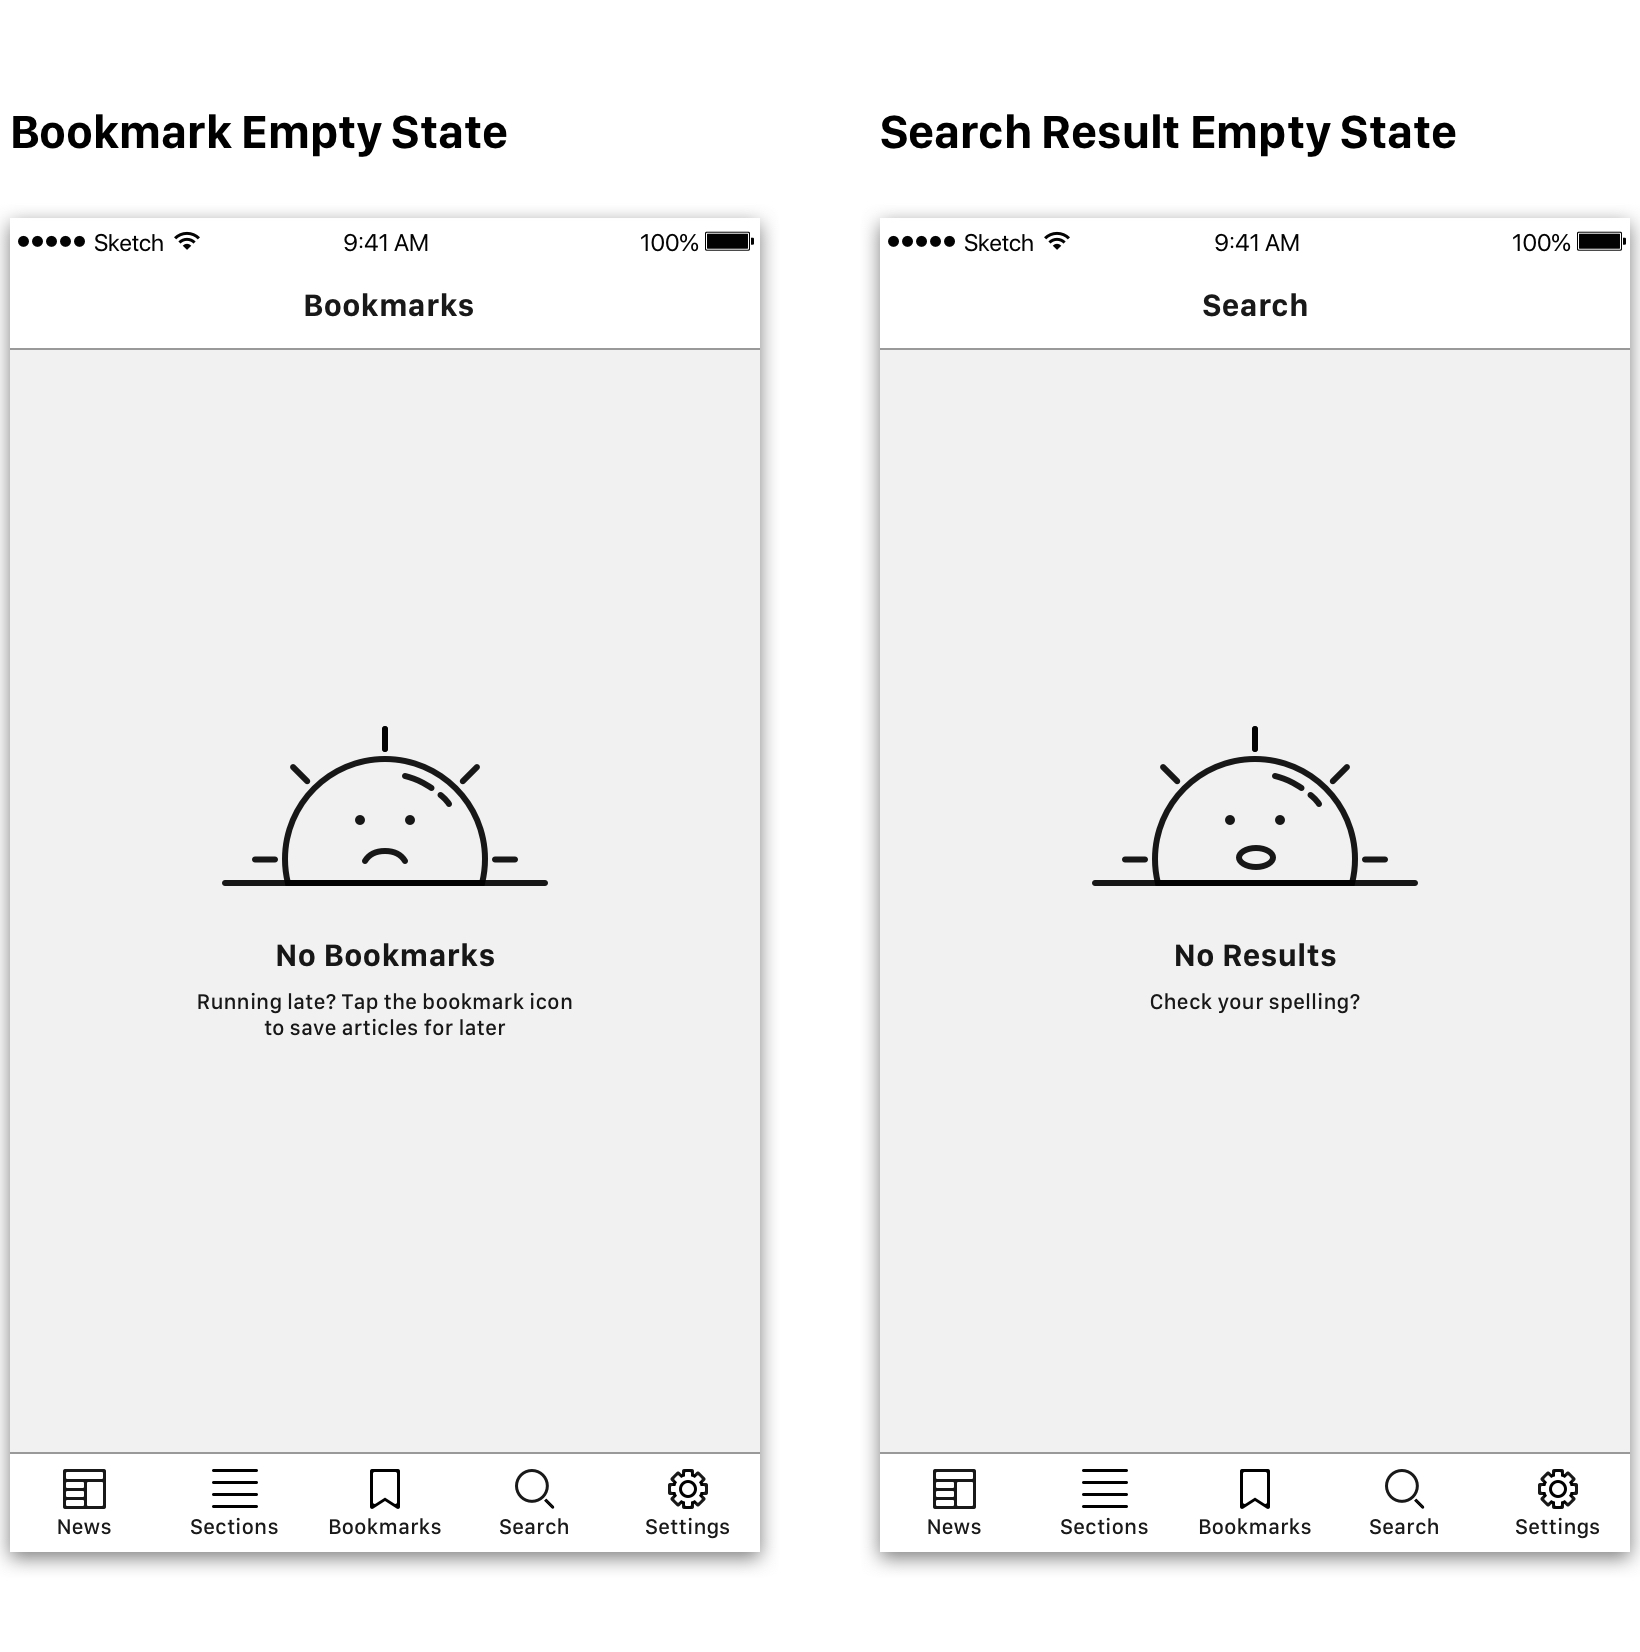 Bookmark Empty State
Sketch 9:41 AM 100%
Bookmarks
No Bookmarks
Running late? Tap the bookmark icon
to save articles for later
News Sections Bookmarks Search Settings
Search Result Empty State
Sketch 9:41 AM 100%
Search
No Results
Check your spelling?
News Sections Bookmarks Search Settings